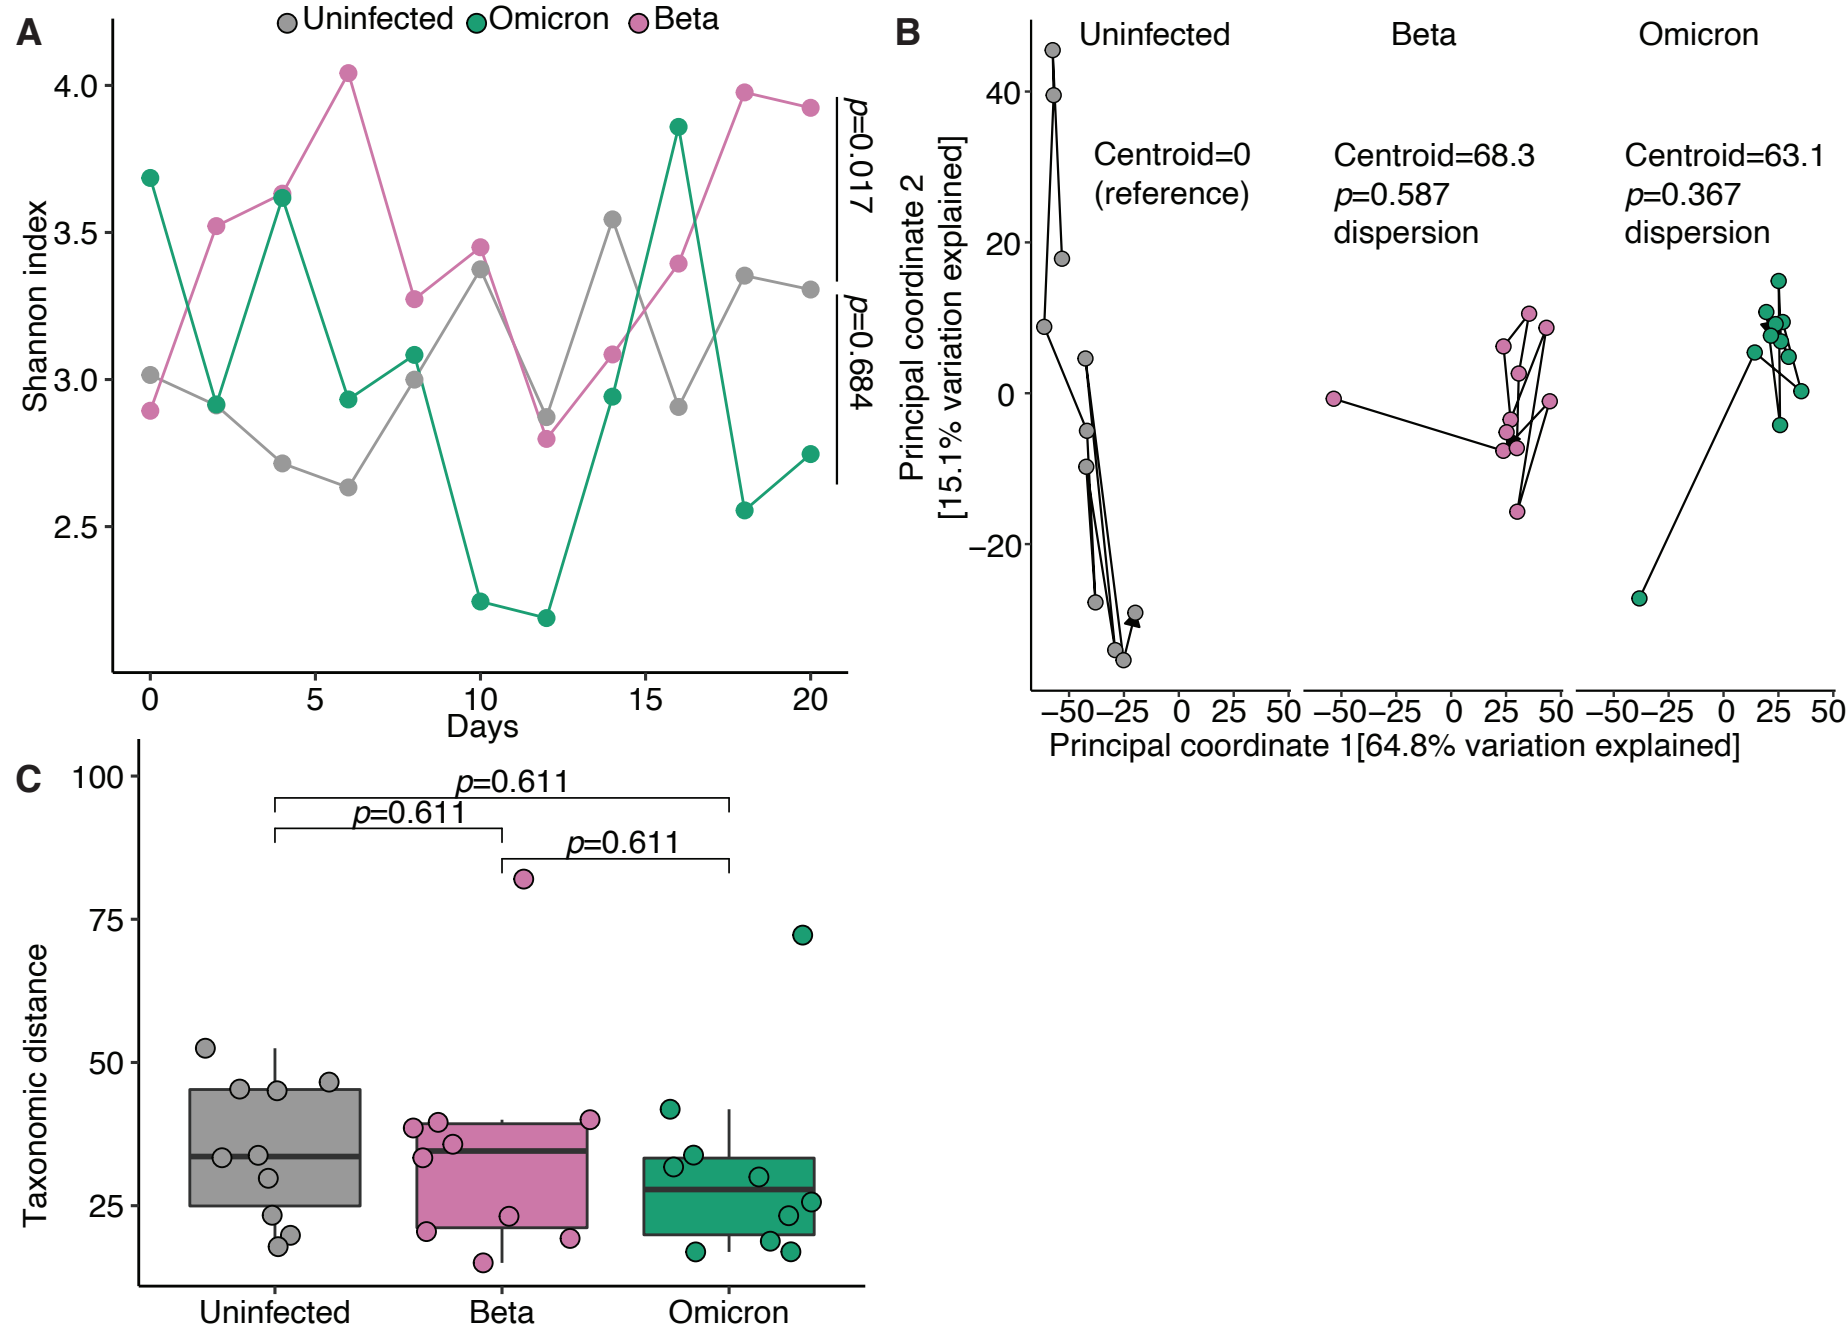 A
Uninfected Omicron Beta
Shannon index
4.0
3.5
3.0
2.5
0 5 10 15 20
Days
p=0.017
p=0.684
B
Uninfected Beta Omicron
Principal coordinate 2
[15.1% variation explained]
40
20
0
−20
Centroid=0
(reference)
Centroid=68.3
p=0.587
dispersion
Centroid=63.1
p=0.367
dispersion
−50 −25 0 25 50 −50 −25 0 25 50 −50 −25 0 25 50
Principal coordinate 1[64.8% variation explained]
C
Taxonomic distance
100
75
50
25
p=0.611
p=0.611
p=0.611
Uninfected Beta Omicron